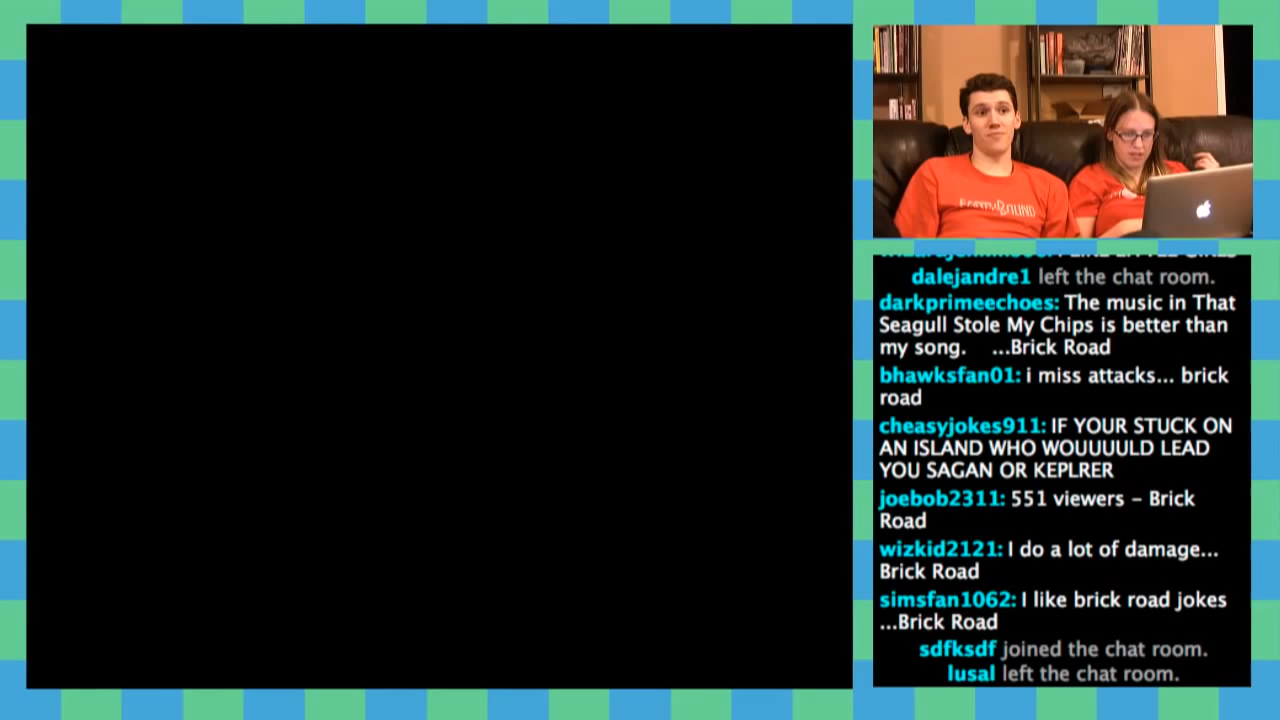 EARTHBOUND
dalejandre1 left the chat room.
darkprimeechoes: The music in That
Seagull Stole My Chips is better than
my song. ...Brick Road
bhawksfan01: i miss attacks... brick
road
cheasyjokes911: IF YOUR STUCK ON
AN ISLAND WHO WOUUUULD LEAD
YOU SAGAN OR KEPLRER
joebob2311: 551 viewers – Brick
Road
wizkid2121: I do a lot of damage...
Brick Road
simsfan1062: I like brick road jokes
...Brick Road
sdfksdf joined the chat room.
lusal left the chat room.